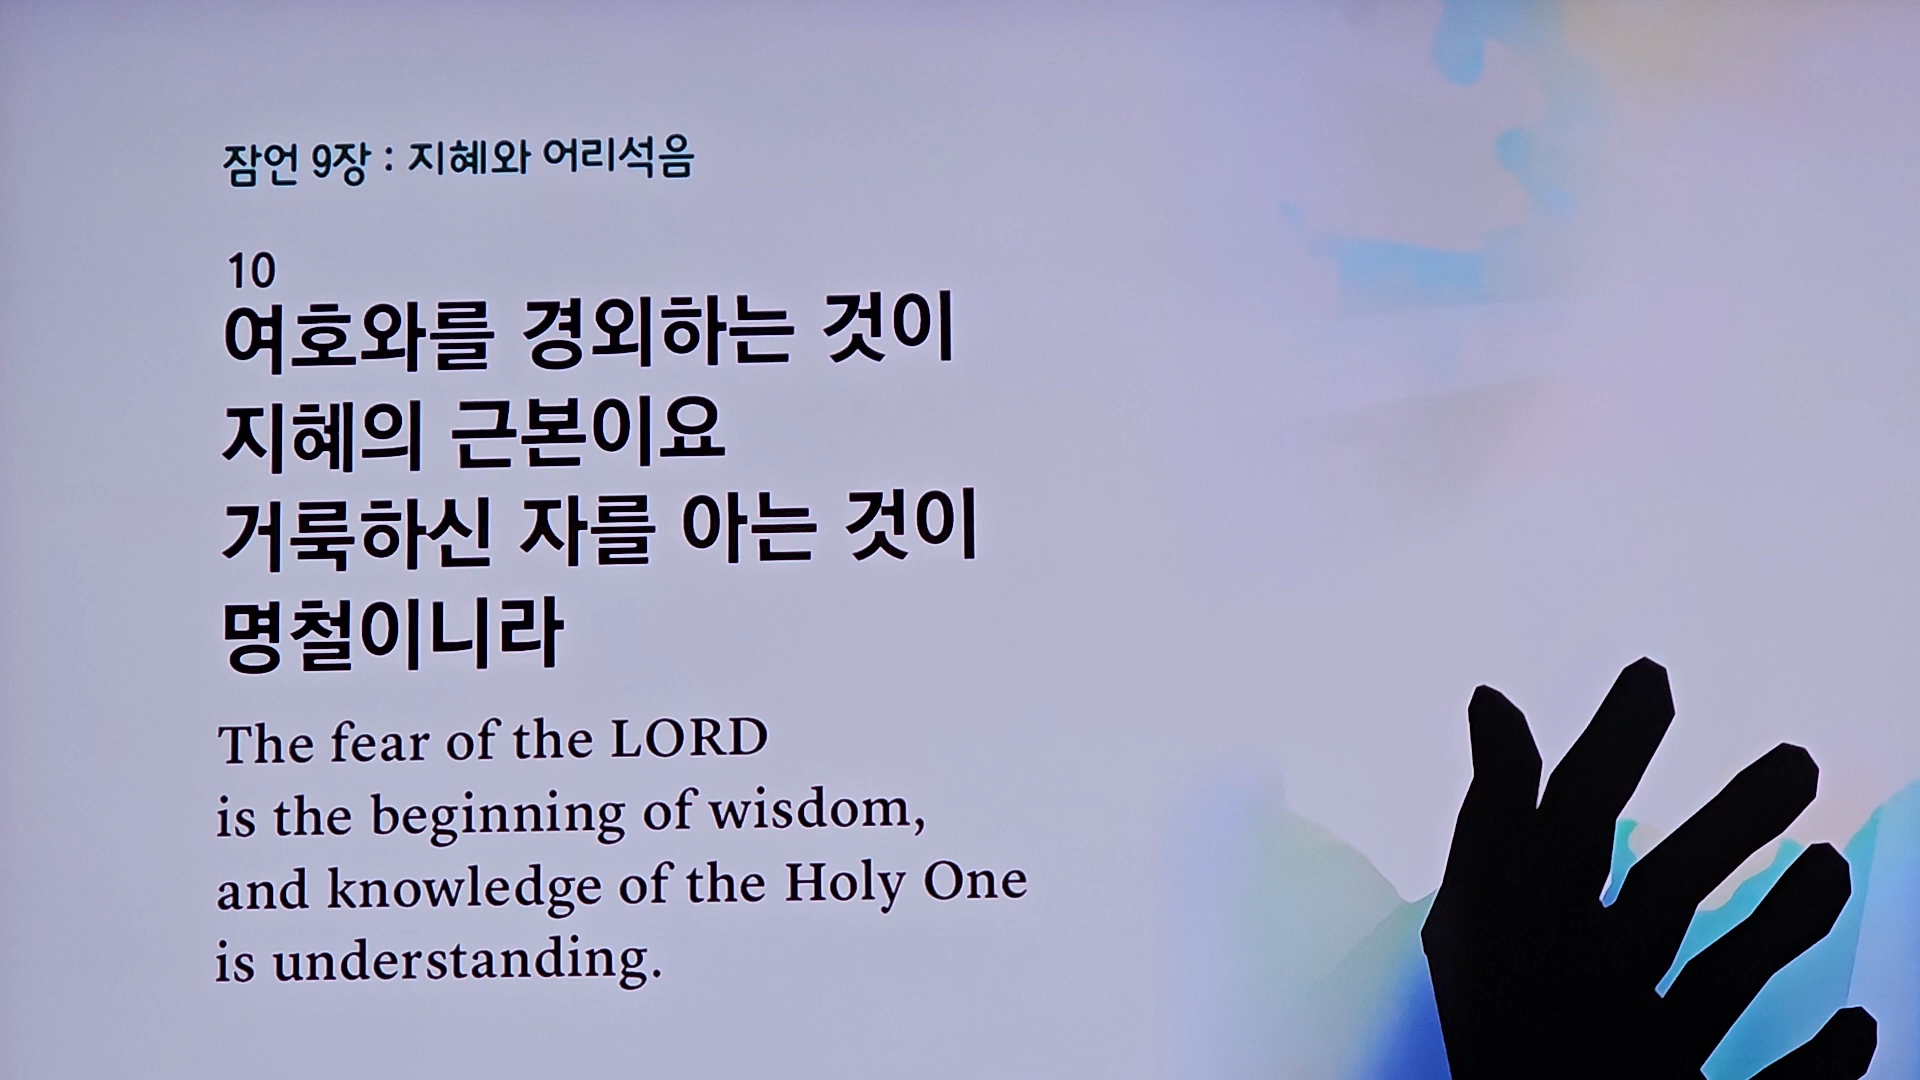 잠언 9장 : 지혜와 어리석음
10
여호와를 경외하는 것이
지혜의 근본이요
거룩하신 자를 아는 것이
명철이니라
The fear of the LORD
is the beginning of wisdom,
and knowledge of the Holy One
is understanding.